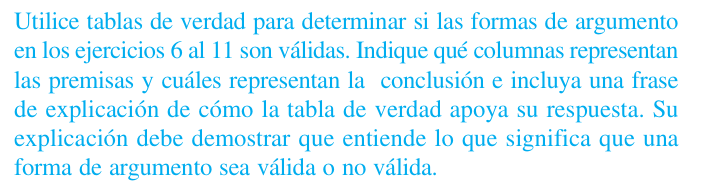 Utilice tablas de verdad para determinar si las formas de argumento
en los ejercicios 6 al 11 son válidas. Indique qué columnas representan
las premisas y cuáles representan la conclusión e incluya una frase
de explicación de cómo la tabla de verdad apoya su respuesta. Su
explicación debe demostrar que entiende lo que significa que una
forma de argumento sea válida o no válida.